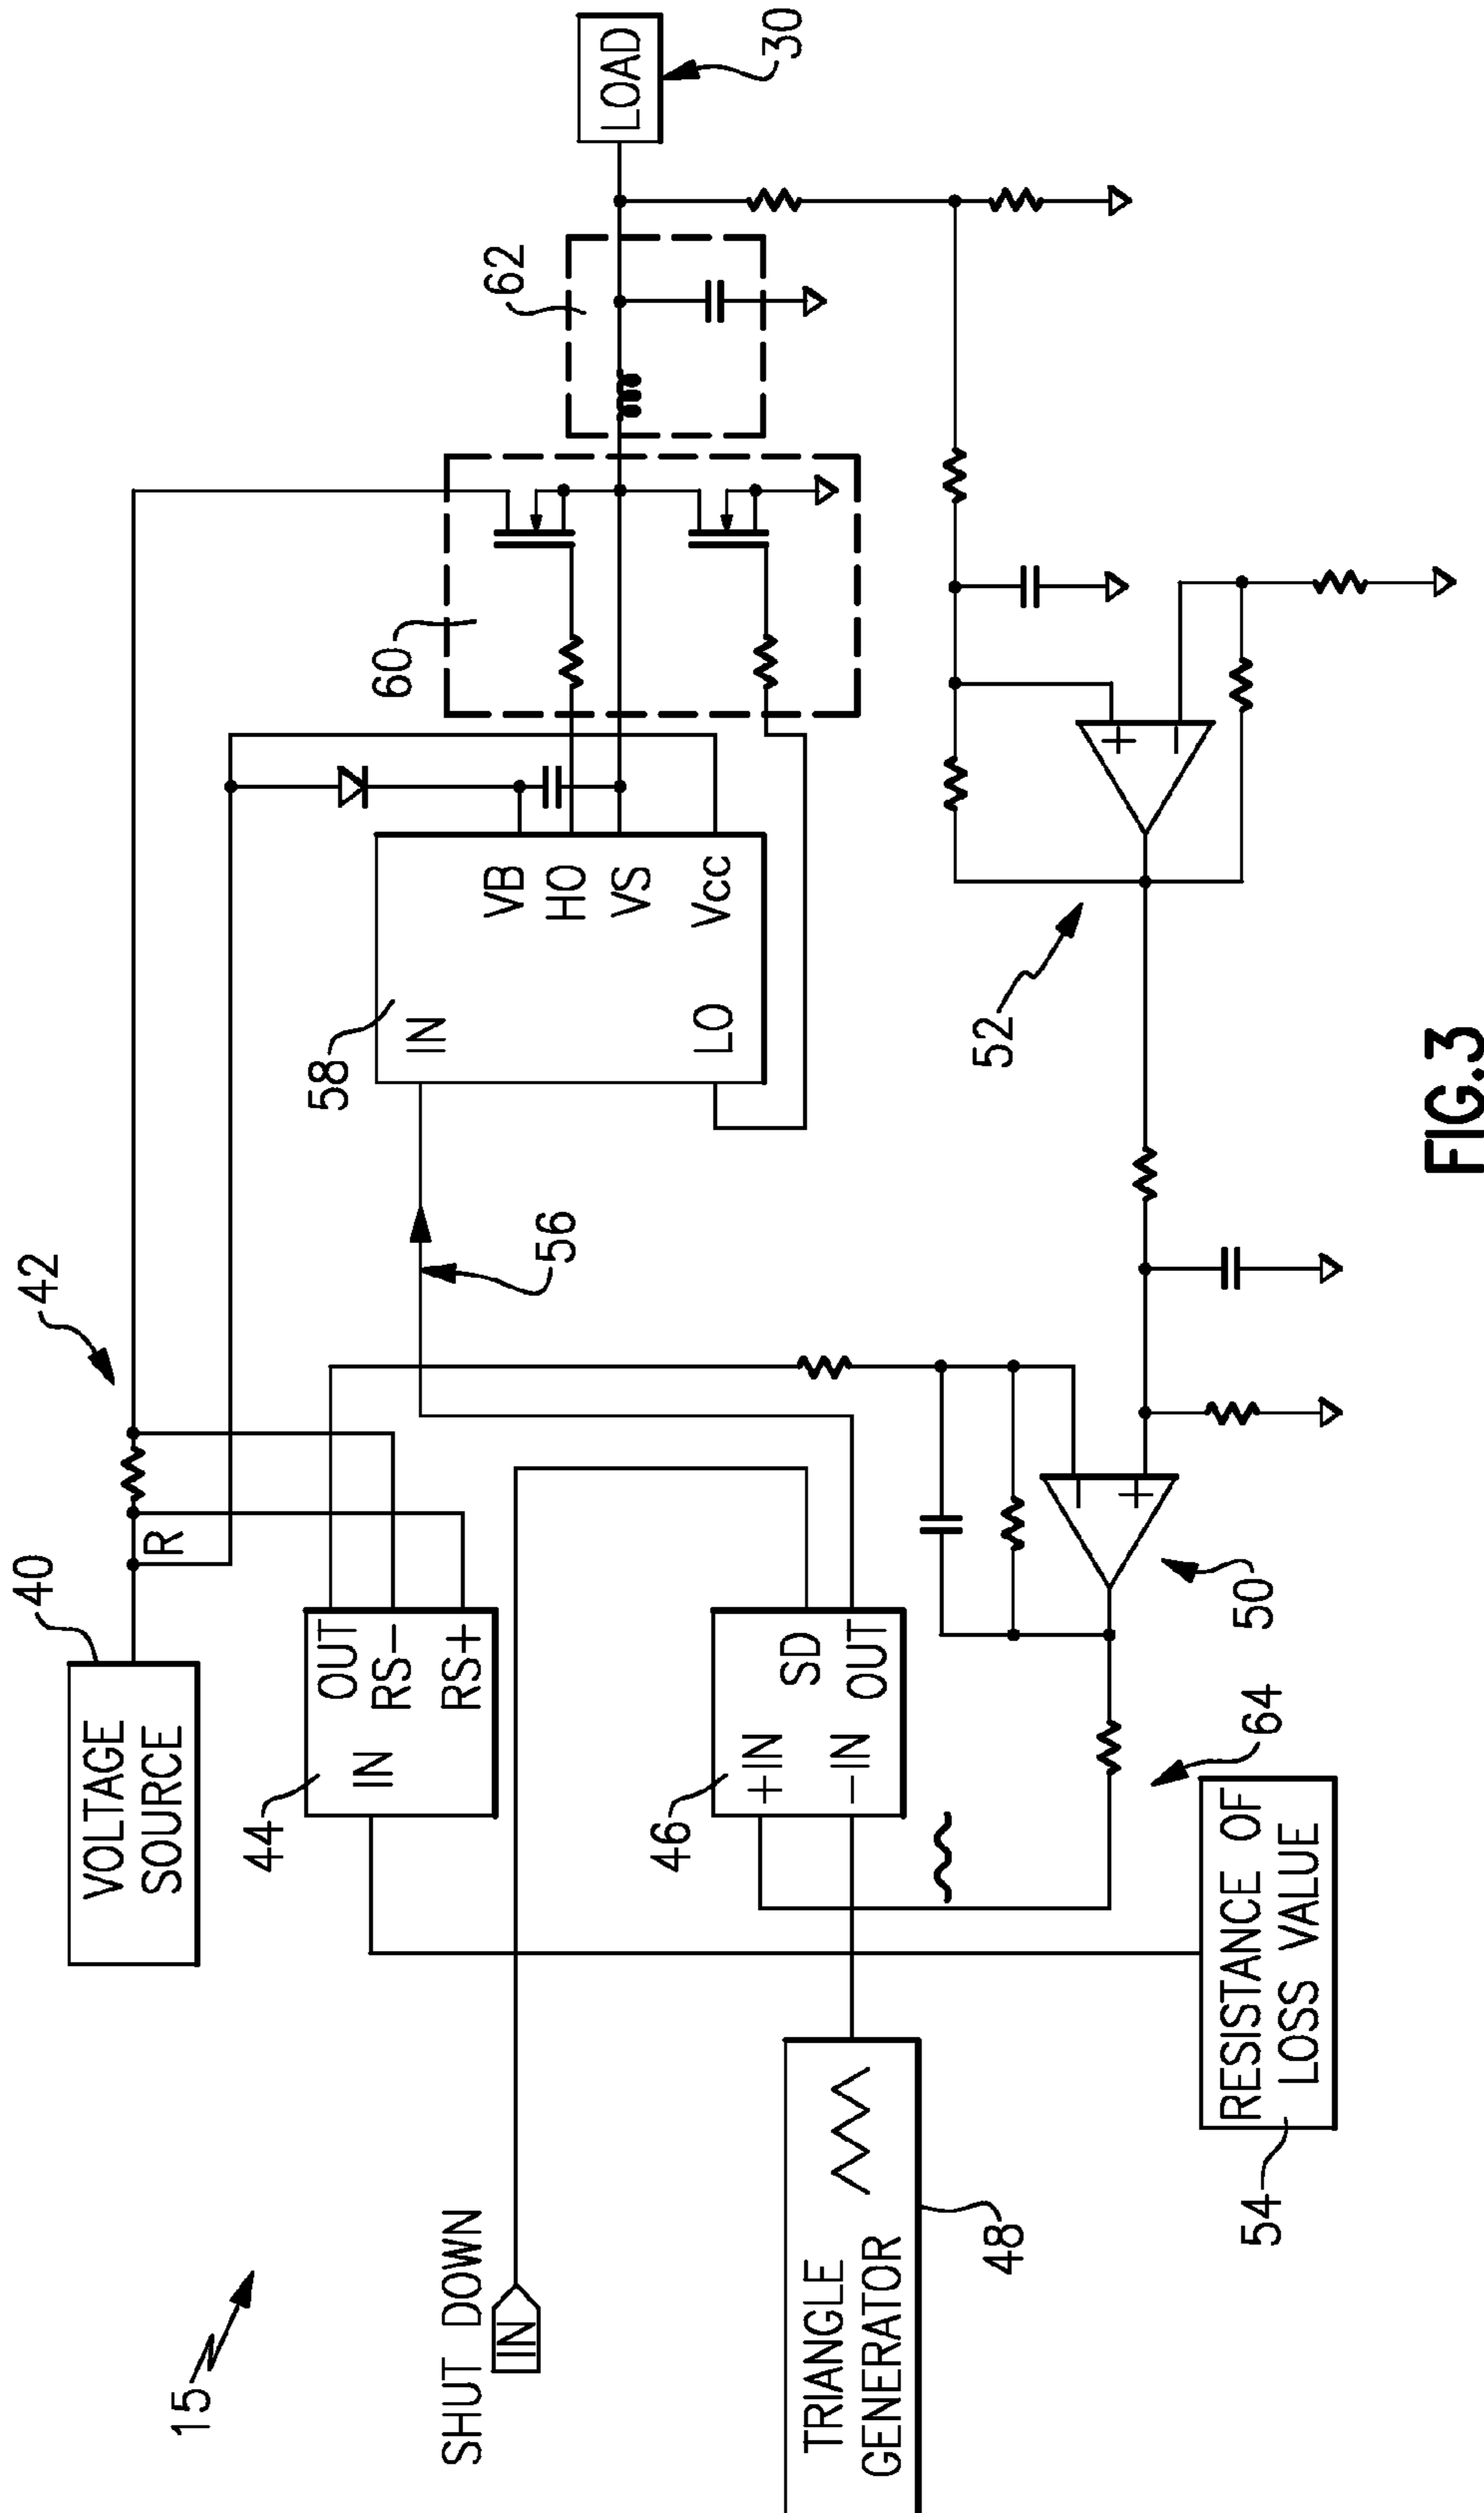 15
40
VOLTAGE
SOURCE
R
42
44
IN
OUT
RS-
RS+
SHUT DOWN
IN
46
+IN
-IN
SD
OUT
TRIANGLE
GENERATOR
48
50
-
+
64
RESISTANCE OF
LOSS VALUE
54
56
58
IN
LO
VB
HO
VS
Vcc
60
62
LOAD
30
52
+
-
FIG.3